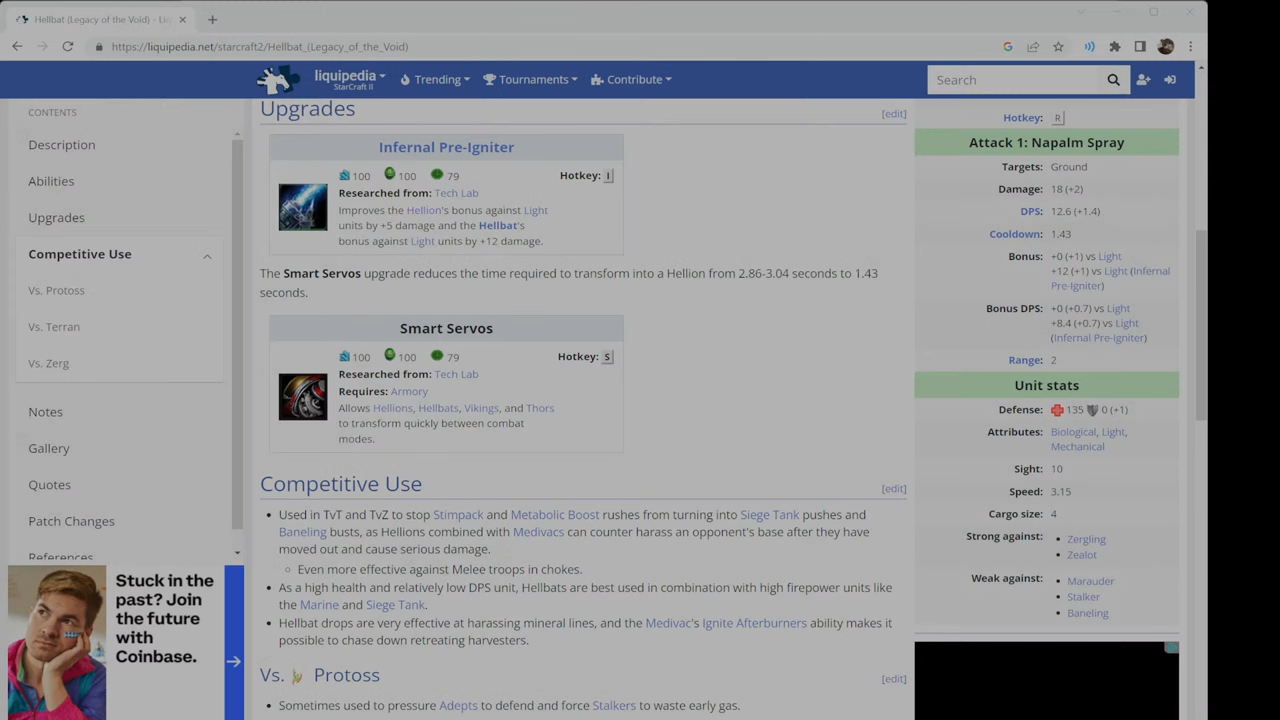 Hellbat (Legacy of the Void) - Li
https://liquipedia.net/starcraft2/Hellbat_(Legacy_of_the_Void)
liquipedia
StarCraft II
Trending
Tournaments
Contribute
Search
CONTENTS
Description
Abilities
Upgrades
Competitive Use
Vs. Protoss
Vs. Terran
Vs. Zerg
Notes
Gallery
Quotes
Patch Changes
References
Stuck in the
past? Join
the future
with
Coinbase.
Upgrades
[edit]
Infernal Pre-Igniter
100 100 79 Hotkey: I
Researched from: Tech Lab
Improves the Hellion's bonus against Light
units by +5 damage and the Hellbat's
bonus against Light units by +12 damage.
The Smart Servos upgrade reduces the time required to transform into a Hellion from 2.86-3.04 seconds to 1.43
seconds.
Smart Servos
100 100 79 Hotkey: S
Researched from: Tech Lab
Requires: Armory
Allows Hellions, Hellbats, Vikings, and Thors
to transform quickly between combat
modes.
Competitive Use
[edit]
Used in TvT and TvZ to stop Stimpack and Metabolic Boost rushes from turning into Siege Tank pushes and
Baneling busts, as Hellions combined with Medivacs can counter harass an opponent's base after they have
moved out and cause serious damage.
Even more effective against Melee troops in chokes.
As a high health and relatively low DPS unit, Hellbats are best used in combination with high firepower units like
the Marine and Siege Tank.
Hellbat drops are very effective at harassing mineral lines, and the Medivac's Ignite Afterburners ability makes it
possible to chase down retreating harvesters.
Vs. Protoss
[edit]
Sometimes used to pressure Adepts to defend and force Stalkers to waste early gas.
Hotkey: R
Attack 1: Napalm Spray
Targets: Ground
Damage: 18 (+2)
DPS: 12.6 (+1.4)
Cooldown: 1.43
Bonus: +0 (+1) vs Light
+12 (+1) vs Light (Infernal
Pre-Igniter)
Bonus DPS: +0 (+0.7) vs Light
+8.4 (+0.7) vs Light
(Infernal Pre-Igniter)
Range: 2
Unit stats
Defense: 135 0 (+1)
Attributes: Biological, Light,
Mechanical
Sight: 10
Speed: 3.15
Cargo size: 4
Strong against: Zergling
Zealot
Weak against: Marauder
Stalker
Baneling